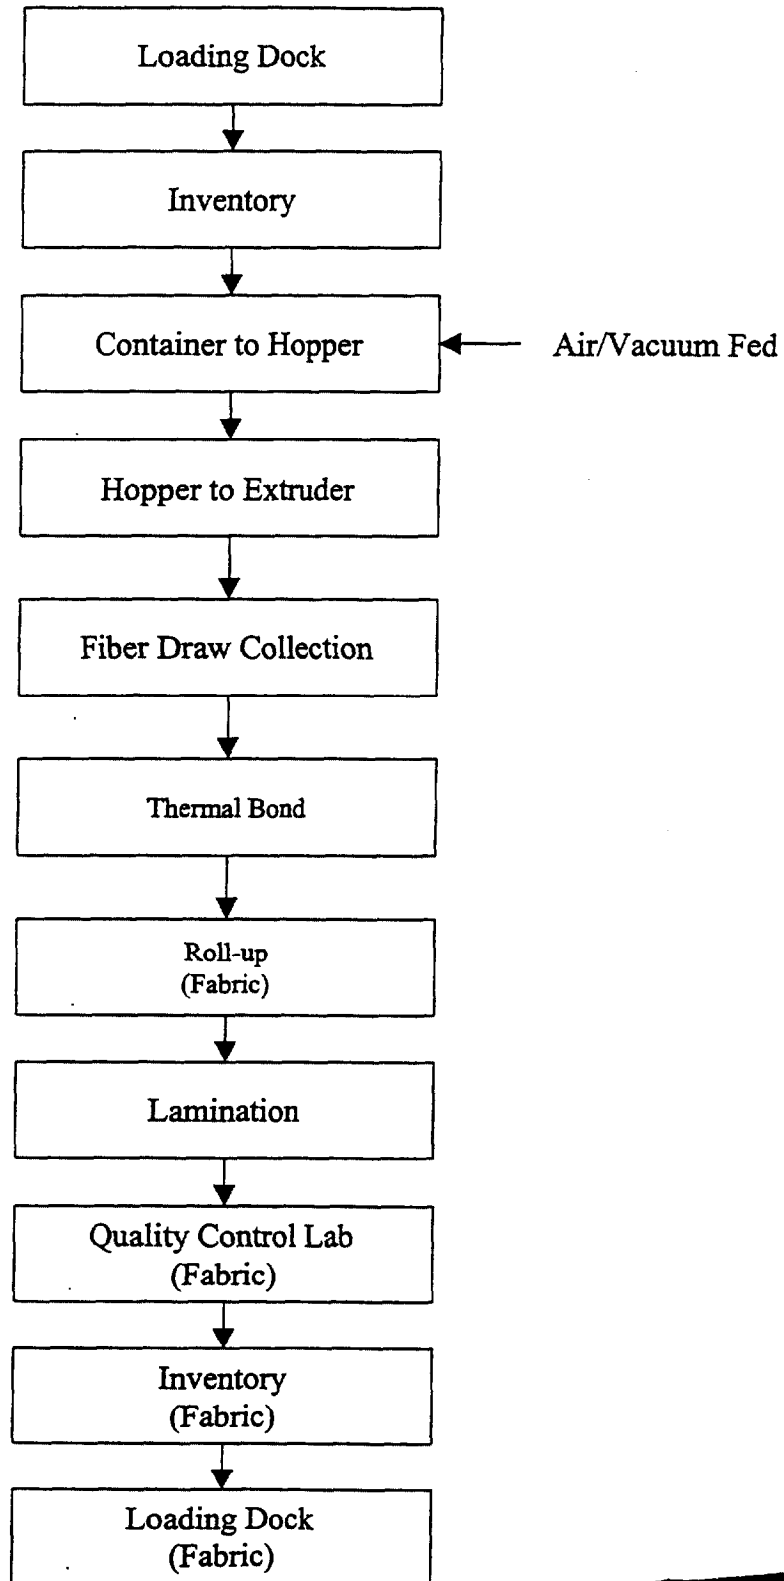 Loading Dock
Inventory
Container to Hopper
Air/Vacuum Fed
Hopper to Extruder
Fiber Draw Collection
Thermal Bond
Roll-up
(Fabric)
Lamination
Quality Control Lab
(Fabric)
Inventory
(Fabric)
Loading Dock
(Fabric)